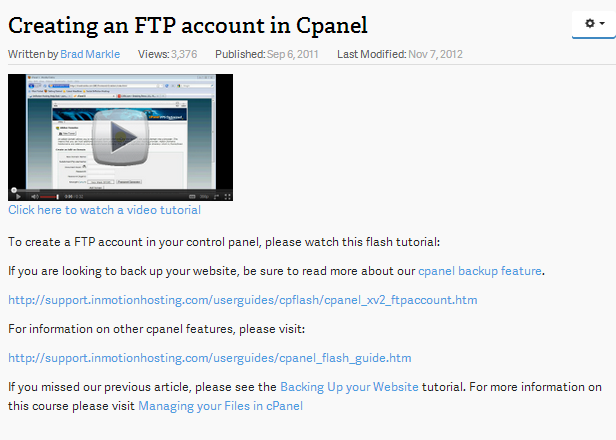 Creating an FTP account in Cpanel
Written by Brad Markle Views: 3,376 Published: Sep 6, 2011 Last Modified: Nov 7, 2012
Click here to watch a video tutorial
To create a FTP account in your control panel, please watch this flash tutorial:
If you are looking to back up your website, be sure to read more about our cpanel backup feature.
http://support.inmotionhosting.com/userguides/cpflash/cpanel_xv2_ftpaccount.htm
For information on other cpanel features, please visit:
http://support.inmotionhosting.com/userguides/cpanel_flash_guide.htm
If you missed our previous article, please see the Backing Up your Website tutorial. For more information on
this course please visit Managing your Files in cPanel